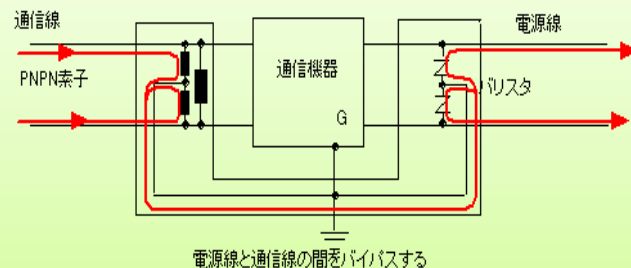 通信線
電源線
PNPN素子
通信機器
バリスタ
G
電源線と通信線の間をバイパスする